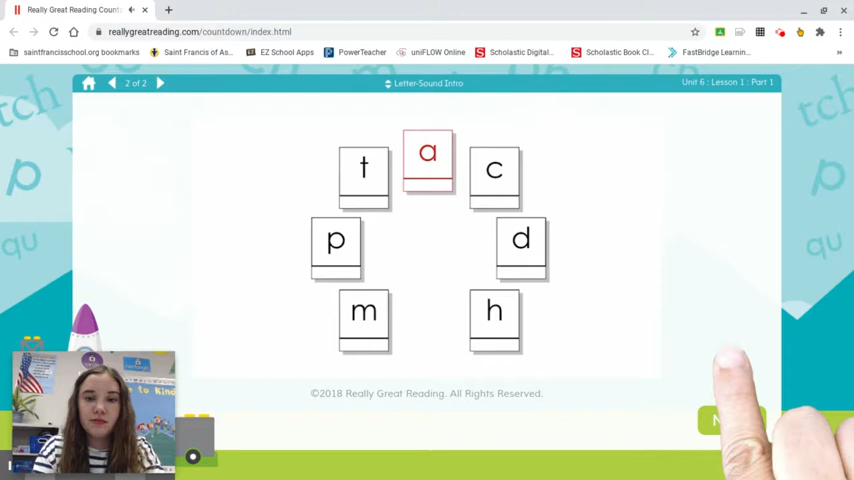 Really Great Reading Count
reallygreatreading.com/countdown/index.html
saintfrancisschool.org bookmarks
Saint Francis of As...
EZ School Apps
PowerTeacher
uniFLOW Online
Scholastic Digital...
Scholastic Book Cl...
FastBridge Learnin...
2 of 2
Letter-Sound Intro
Unit 6 : Lesson 1 : Part 1
tch
p
qu
t
a
c
p
d
m
h
©2018 Really Great Reading. All Rights Reserved.